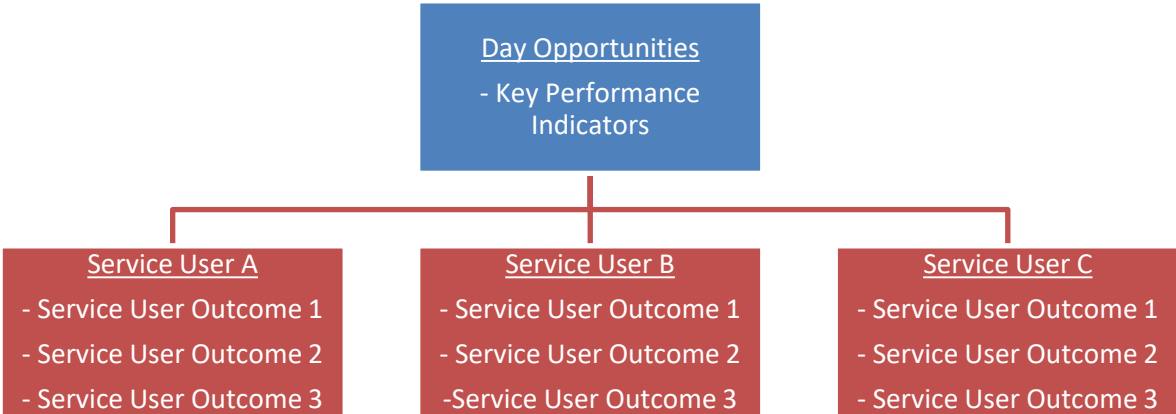 Day Opportunities
- Key Performance
Indicators
Service User A
- Service User Outcome 1
- Service User Outcome 2
- Service User Outcome 3
Service User B
- Service User Outcome 1
- Service User Outcome 2
-Service User Outcome 3
Service User C
- Service User Outcome 1
- Service User Outcome 2
- Service User Outcome 3